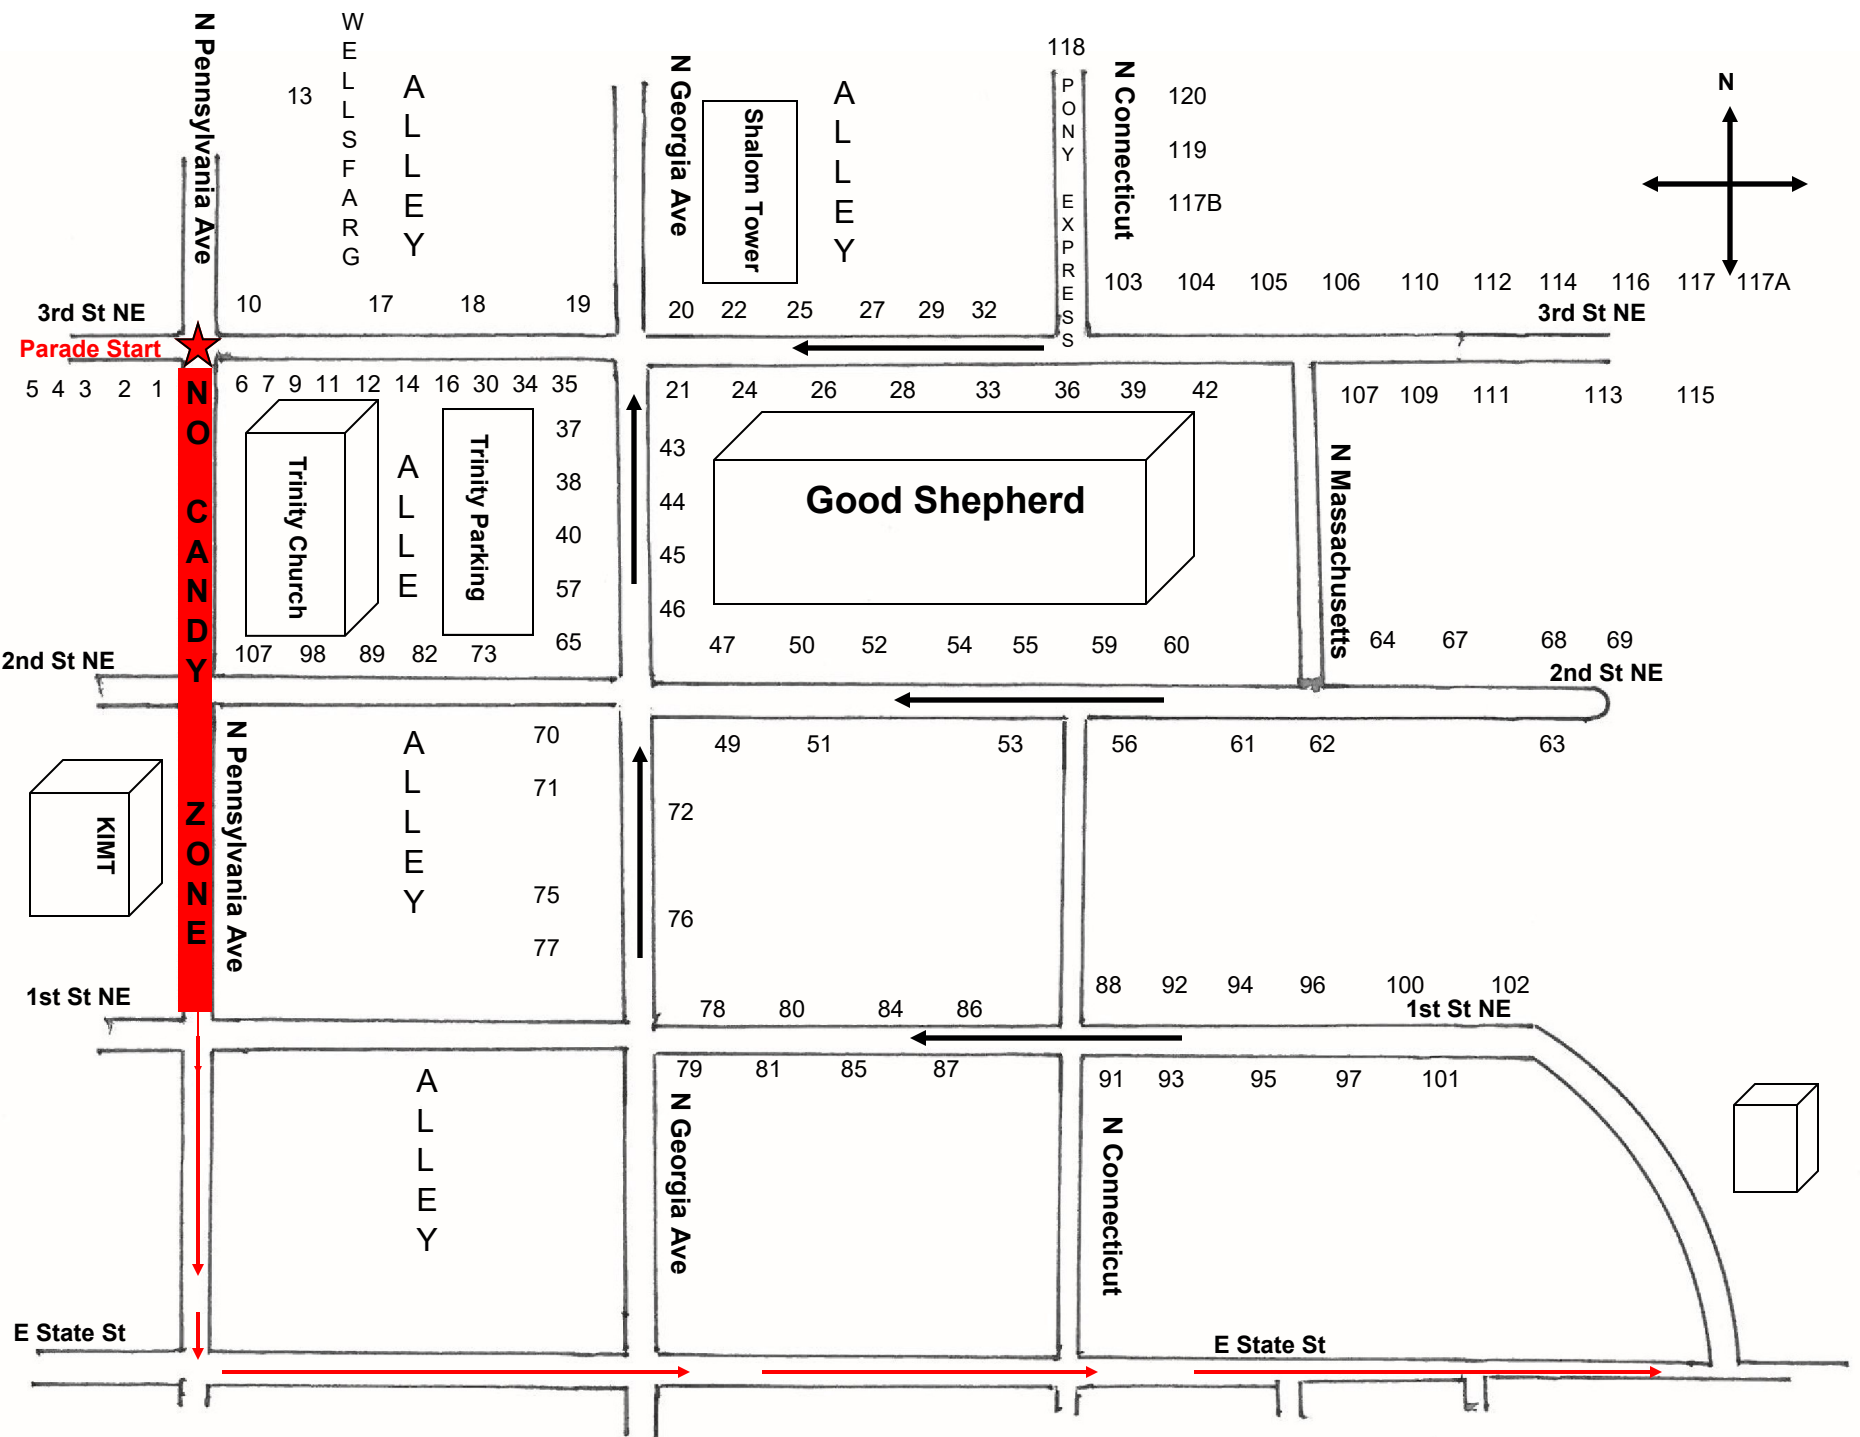 N Pennsylvania Ave
WELLSFARG
ALLEY
N Georgia Ave
Shalom Tower
ALLEY
118
PONY EXPRESS
N Connecticut
N
13
120
119
117B
103 104 105 106 110 112 114 116 117 117A
3rd St NE
10 17 18 19
20 22 25 27 29 32
3rd St NE
Parade Start
5 4 3 2 1
NO CANDY ZONE
6 7 9 11 12 14 16 30 34 35
21 24 26 28 33 36 39 42
107 109 111 113 115
Trinity Church
ALLE
Trinity Parking
37
38
40
57
65
43
44
45
46
Good Shepherd
N Massachusetts
2nd St NE
107 98 89 82 73
47 50 52 54 55 59 60
64 67 68 69
2nd St NE
KIMT
N Pennsylvania Ave
ALLEY
70
71
75
77
49 51 53
56 61 62 63
72
76
1st St NE
78 80 84 86
88 92 94 96 100 102
1st St NE
79 81 85 87
91 93 95 97 101
ALLEY
N Georgia Ave
N Connecticut
E State St
E State St